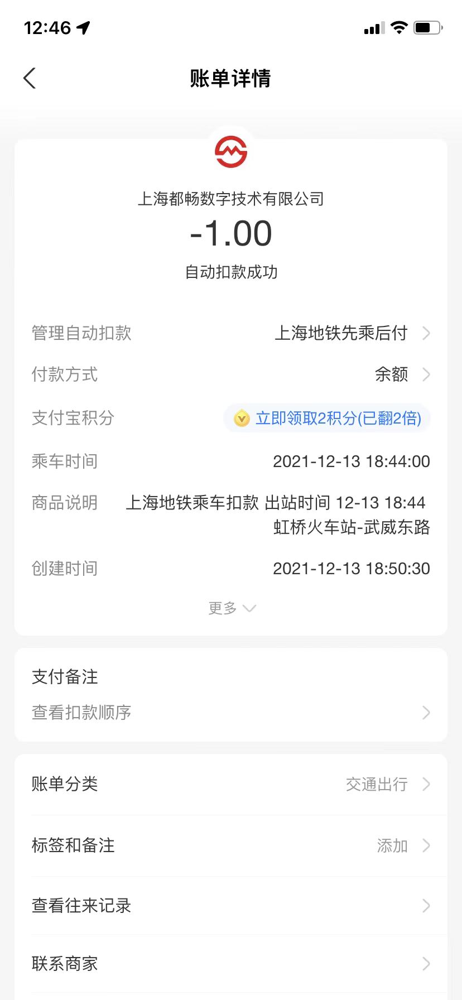 12:46
账单详情
上海都畅数字技术有限公司
-1.00
自动扣款成功
管理自动扣款 上海地铁先乘后付
付款方式 余额
支付宝积分 立即领取2积分(已翻2倍)
乘车时间 2021-12-13 18:44:00
商品说明 上海地铁乘车扣款 出站时间 12-13 18:44
虹桥火车站-武威东路
创建时间 2021-12-13 18:50:30
更多
支付备注
查看扣款顺序
账单分类 交通出行
标签和备注 添加
查看往来记录
联系商家